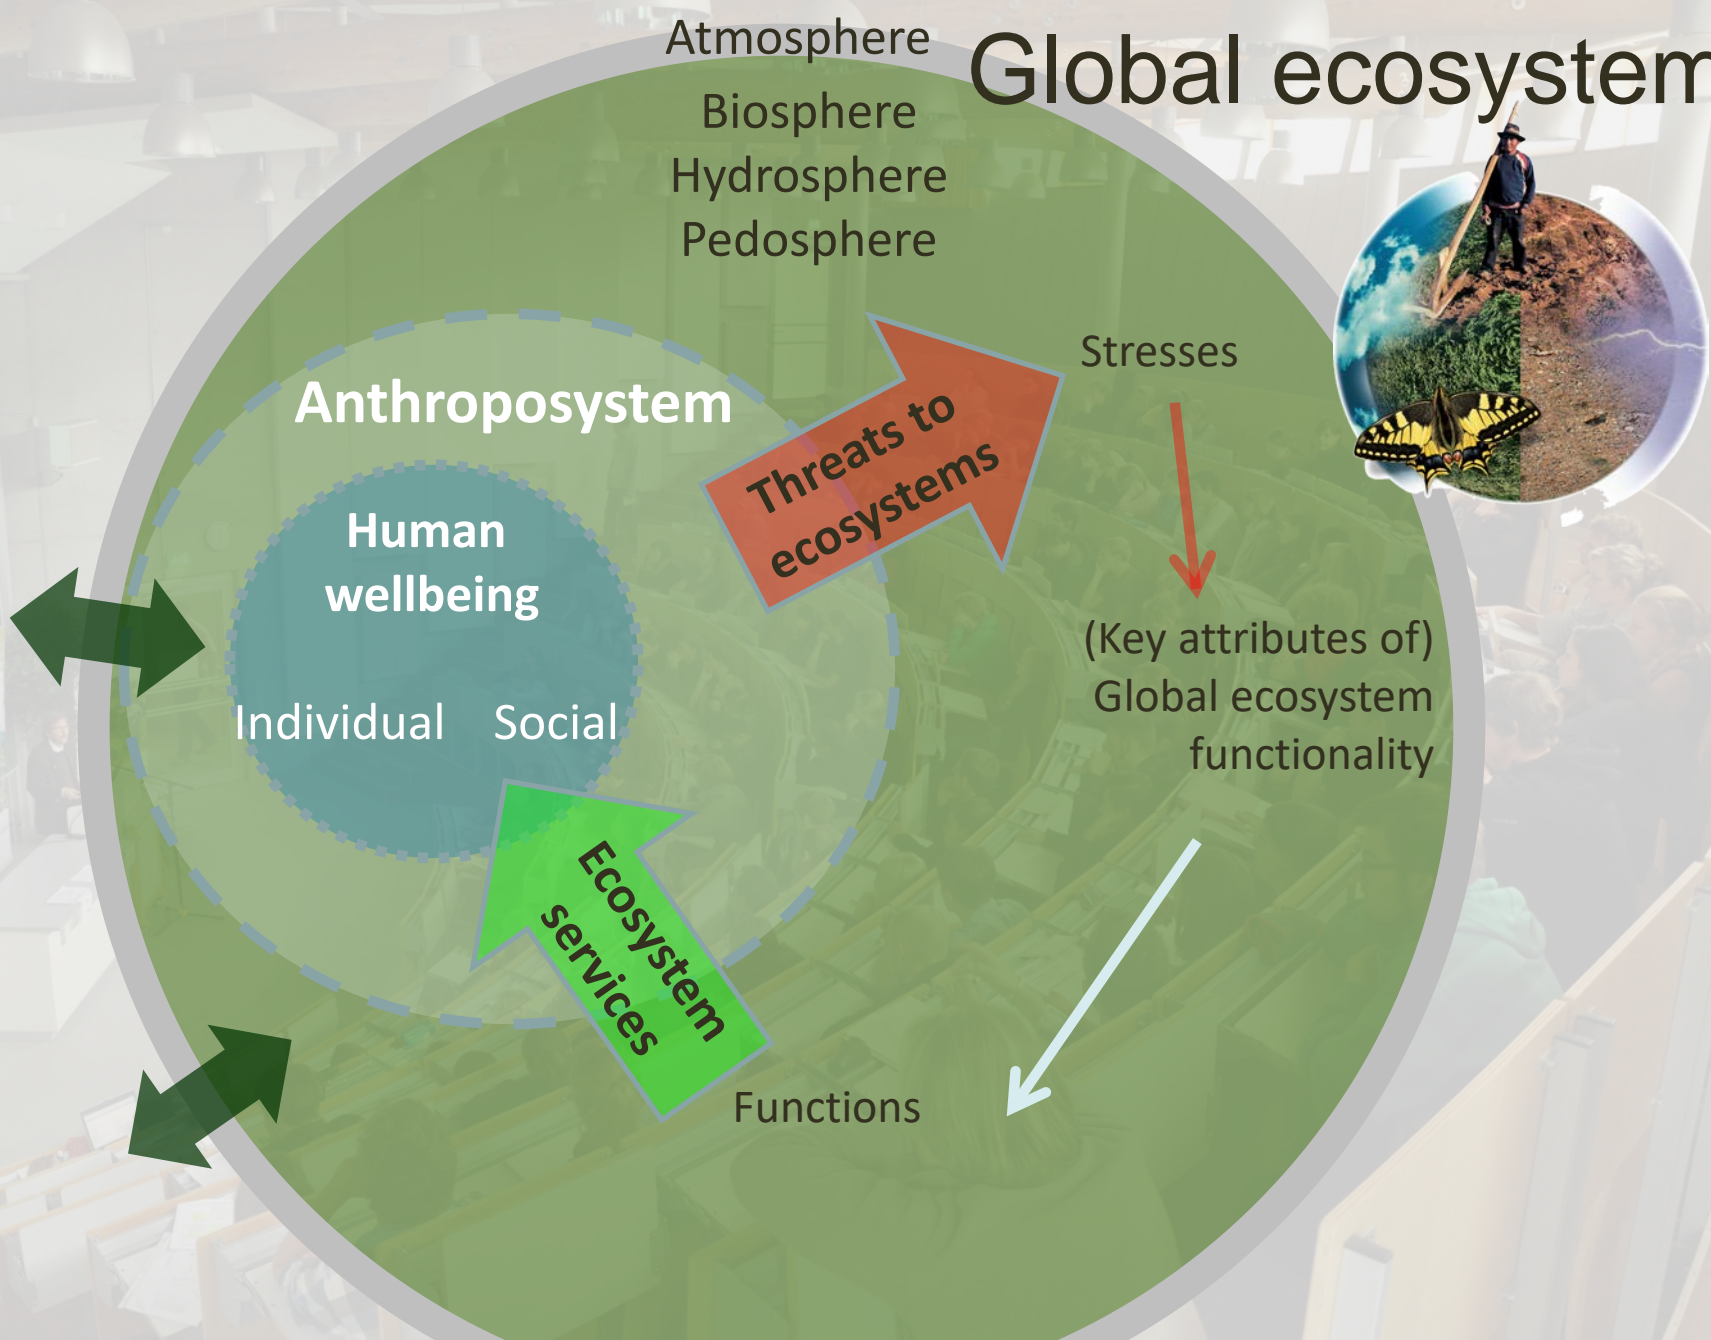 Atmosphere
Global ecosystem
Biosphere
Hydrosphere
Pedosphere
Stresses
Anthroposystem
Threats to
ecosystems
Human
wellbeing
(Key attributes of)
Global ecosystem
functionality
Individual Social
Ecosystem
services
Functions